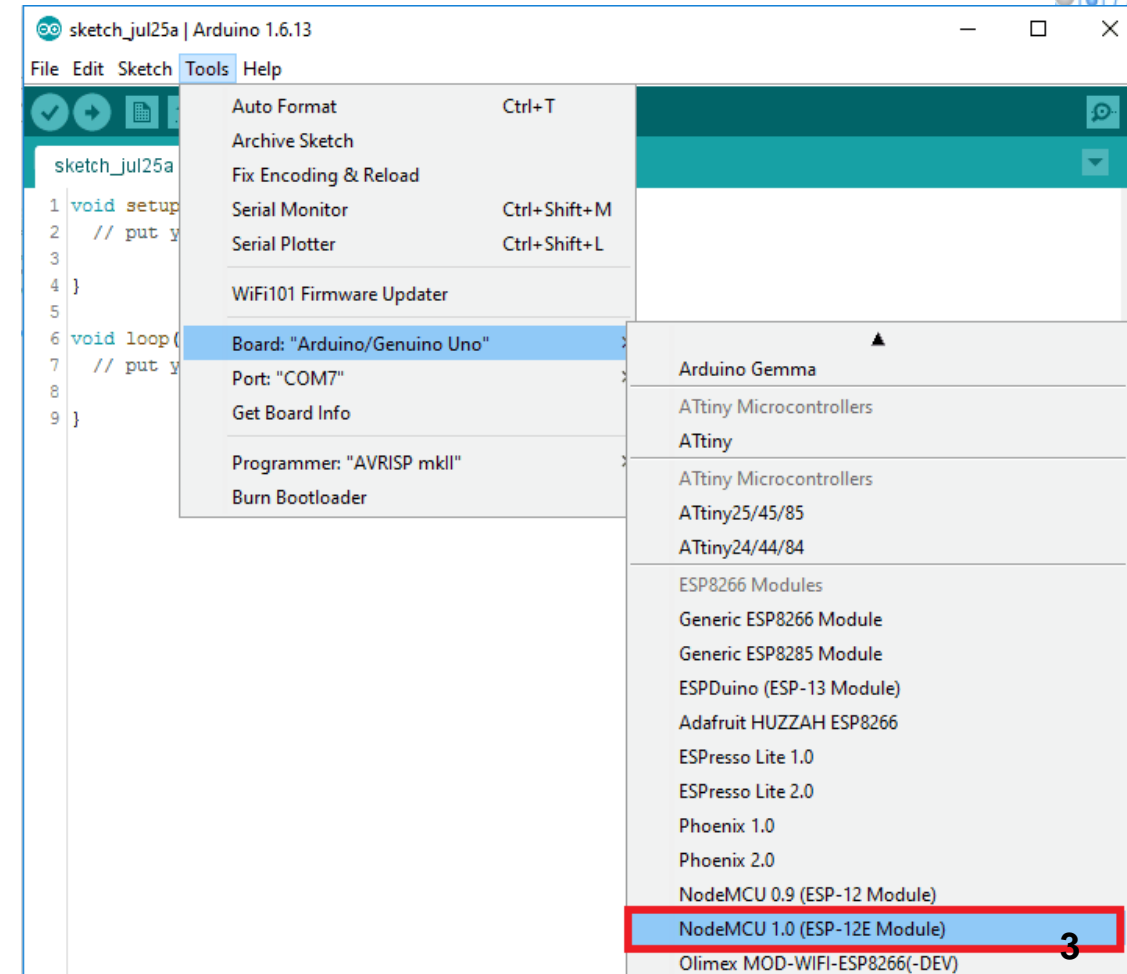 sketch_jul25a | Arduino 1.6.13
File Edit Sketch Tools Help
sketch_jul25a
Auto Format Ctrl+T
Archive Sketch
Fix Encoding & Reload
Serial Monitor Ctrl+Shift+M
Serial Plotter Ctrl+Shift+L
WiFi101 Firmware Updater
Board: "Arduino/Genuino Uno"
Port: "COM7"
Get Board Info
Programmer: "AVRISP mkII"
Burn Bootloader
1 void setup
2 // put y
3
4 }
5
6 void loop(
7 // put y
8
9 }
Arduino Gemma
ATtiny Microcontrollers
ATtiny
ATtiny Microcontrollers
ATtiny25/45/85
ATtiny24/44/84
ESP8266 Modules
Generic ESP8266 Module
Generic ESP8285 Module
ESPDuino (ESP-13 Module)
Adafruit HUZZAH ESP8266
ESPresso Lite 1.0
ESPresso Lite 2.0
Phoenix 1.0
Phoenix 2.0
NodeMCU 0.9 (ESP-12 Module)
NodeMCU 1.0 (ESP-12E Module)
3
Olimex MOD-WIFI-ESP8266(-DEV)